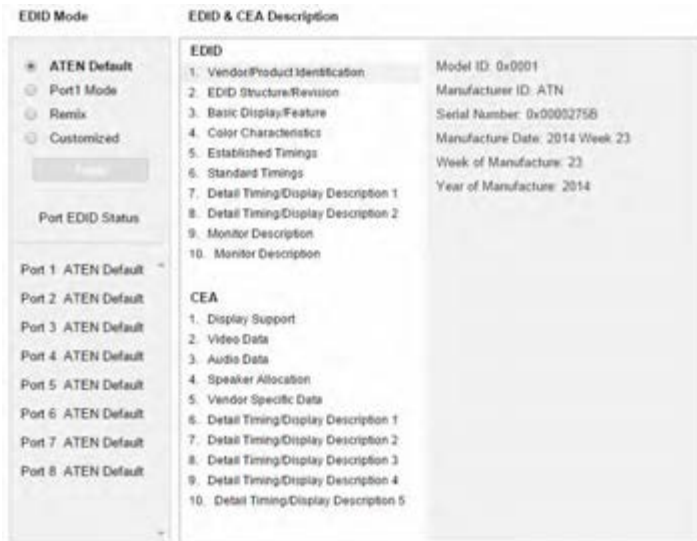 EDID Mode
ATEN Default
Port1 Mode
Remix
Customized
Port EDID Status
Port 1 ATEN Default
Port 2 ATEN Default
Port 3 ATEN Default
Port 4 ATEN Default
Port 5 ATEN Default
Port 6 ATEN Default
Port 7 ATEN Default
Port 8 ATEN Default
EDID & CEA Description
EDID
1. Vendor/Product Identification
2. EDID Structure/Revision
3. Basic Display/Feature
4. Color Characteristics
5. Established Timings
6. Standard Timings
7. Detail Timing/Display Description 1
8. Detail Timing/Display Description 2
9. Monitor Description
10. Monitor Description
CEA
1. Display Support
2. Video Data
3. Audio Data
4. Speaker Allocation
5. Vendor Specific Data
6. Detail Timing/Display Description 1
7. Detail Timing/Display Description 2
8. Detail Timing/Display Description 3
9. Detail Timing/Display Description 4
10. Detail Timing/Display Description 5
Model ID: 0x0001
Manufacturer ID: ATN
Serial Number: 0x0000275B
Manufacture Date: 2014 Week 23
Week of Manufacture: 23
Year of Manufacture: 2014